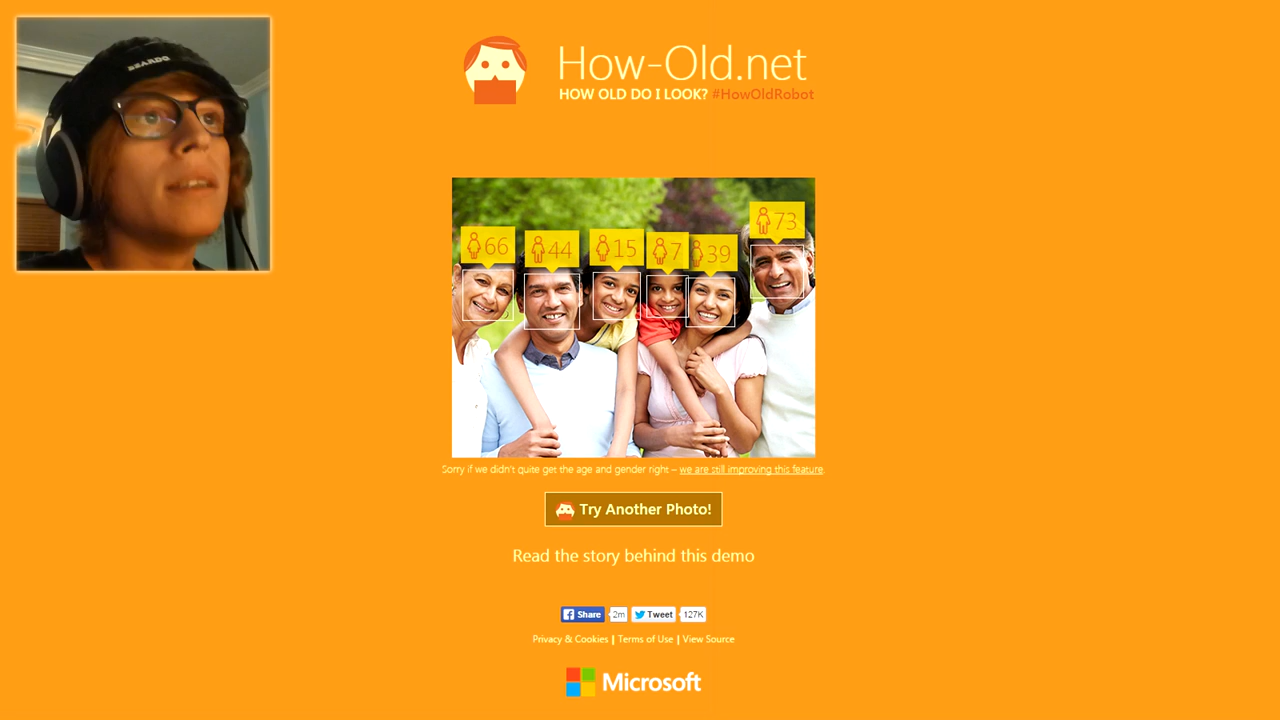 BEARDO
How-Old.net
HOW OLD DO I LOOK? #HowOldRobot
66
44
15
7
39
73
Sorry if we didn't quite get the age and gender right – we are still improving this feature.
Try Another Photo!
Read the story behind this demo
Share 2m Tweet 127K
Privacy & Cookies | Terms of Use | View Source
Microsoft